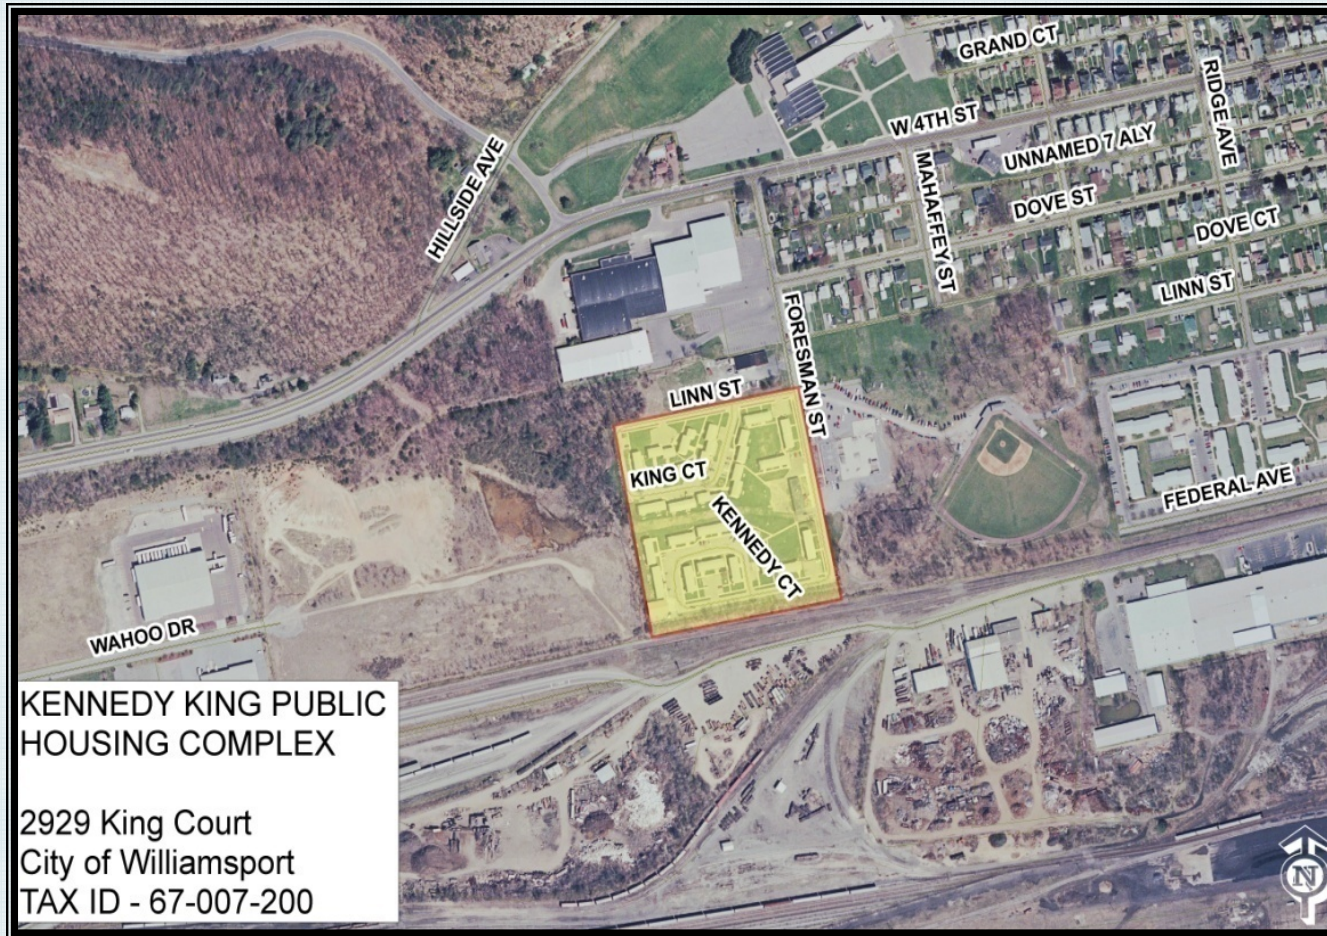 GRAND CT
RIDGE AVE
W 4TH ST
UNNAMED 7 ALY
HILLSIDE AVE
MAHAFFEY ST
DOVE ST
DOVE CT
LINN ST
FORESMAN ST
LINN ST
KING CT
KENNEDY CT
FEDERAL AVE
WAHOO DR
KENNEDY KING PUBLIC
HOUSING COMPLEX
2929 King Court
City of Williamsport
TAX ID - 67-007-200
N